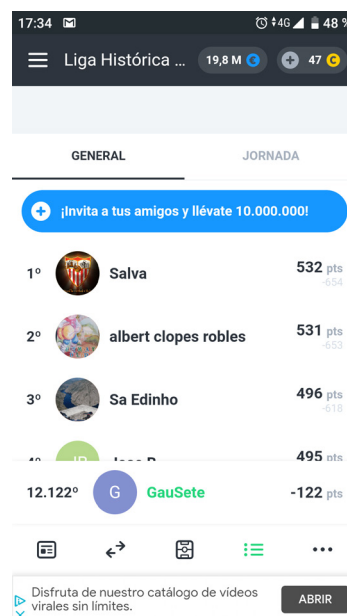 17:34 4G 48 %
Liga Histórica ... 19,8 M € + 47 C
GENERAL JORNADA
¡Invita a tus amigos y llévate 10.000.000!
1º Salva 532 pts
-654
2º albert clopes robles 531 pts
-653
3º Sa Edinho 496 pts
-618
495 pts
12.122º G GauSete -122 pts
Disfruta de nuestro catálogo de vídeos
virales sin límites.
ABRIR